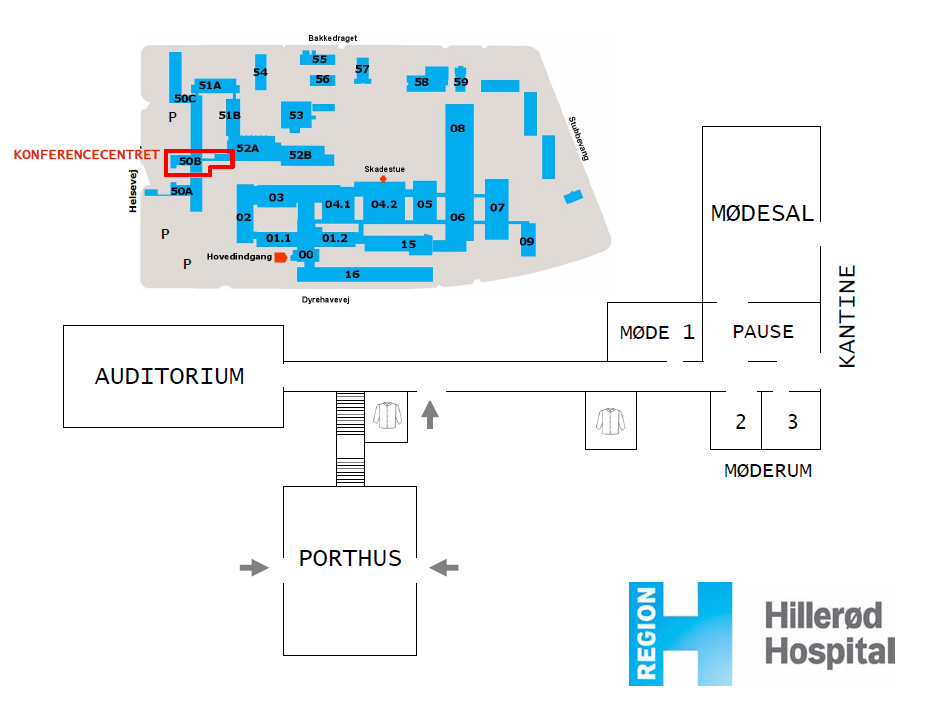 Bakkedraget
55
54
57
56
58
59
51A
50C
51B
53
P
08
Stubbevang
KONFERENCECENTRET
50B
52A
52B
Skadestue
Helsevej
50A
03
04.1
04.2
05
07
02
06
P
01.1
01.2
15
09
Hovedindgang
00
P
16
Dyrehavevej
MØDESAL
KANTINE
MØDE 1
PAUSE
AUDITORIUM
2
3
MØDERUM
PORTHUS
REGION
H
Hillerød
Hospital